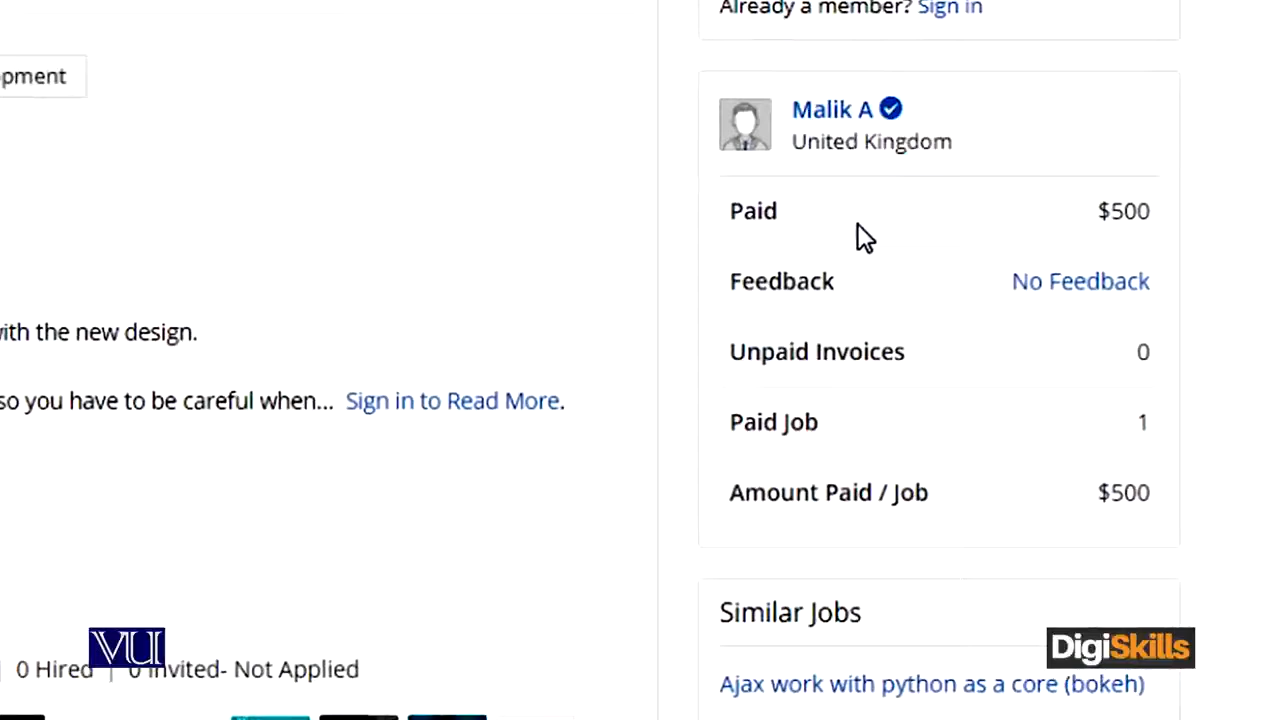 Already a member? Sign in
opment
Malik A
United Kingdom
Paid $500
Feedback No Feedback
with the new design.
Unpaid Invoices 0
so you have to be careful when... Sign in to Read More.
Paid Job 1
Amount Paid / Job $500
Similar Jobs
VU
DigiSkills
0 Hired | 0 Invited- Not Applied
Ajax work with python as a core (bokeh)